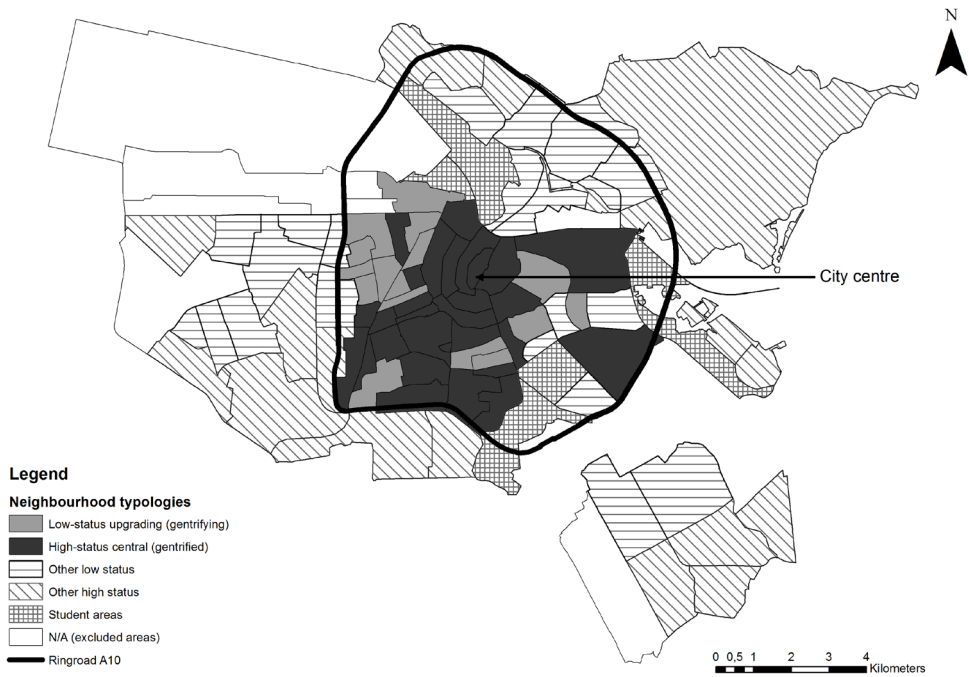 N
City centre
Legend
Neighbourhood typologies
Low-status upgrading (gentrifying)
High-status central (gentrified)
Other low status
Other high status
Student areas
N/A (excluded areas)
Ringroad A10
0 0,5 1 2 3 4
Kilometers